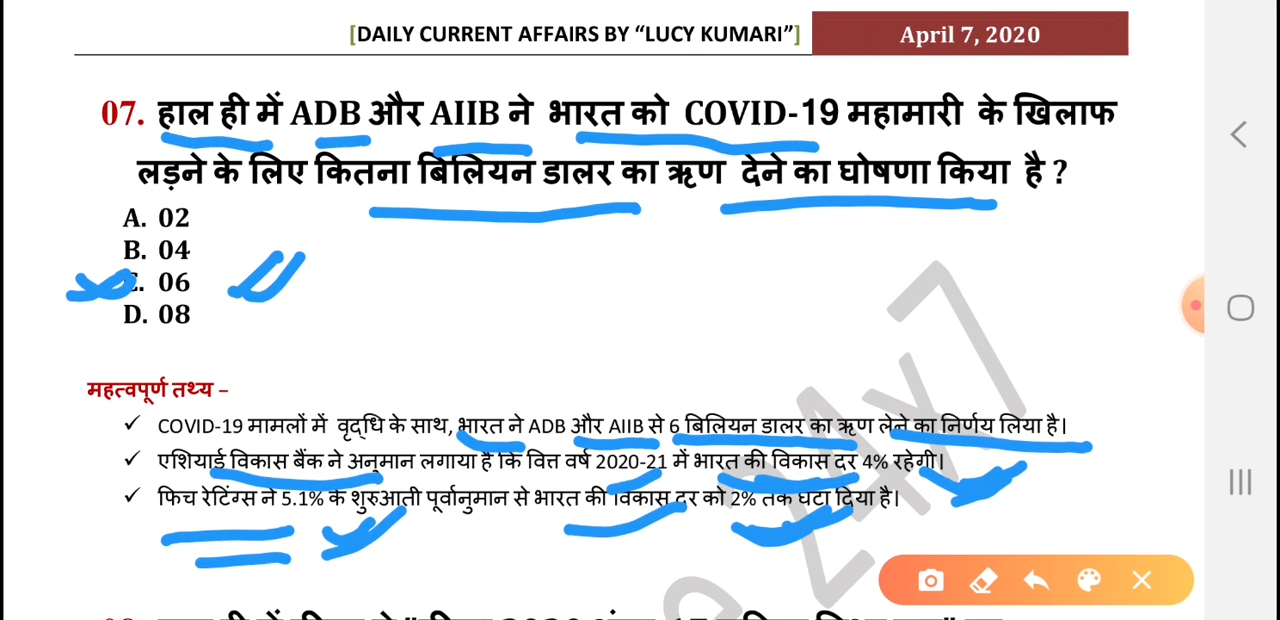 [DAILY CURRENT AFFAIRS BY “LUCY KUMARI”] April 7, 2020
07. हाल ही में ADB और AIIB ने भारत को COVID-19 महामारी के खिलाफ
लड़ने के लिए कितना बिलियन डालर का ऋण देने का घोषणा किया है ?
A. 02
B. 04
C. 06
D. 08
महत्वपूर्ण तथ्य –
✓ COVID-19 मामलों में वृद्धि के साथ, भारत ने ADB और AIIB से 6 बिलियन डालर का ऋण लेने का निर्णय लिया है।
✓ एशियाई विकास बैंक ने अनुमान लगाया है कि वित्त वर्ष 2020-21 में भारत की विकास दर 4% रहेगी।
✓ फिच रेटिंग्स ने 5.1% के शुरुआती पूर्वानुमान से भारत की विकास दर को 2% तक घटा दिया है।
24x7